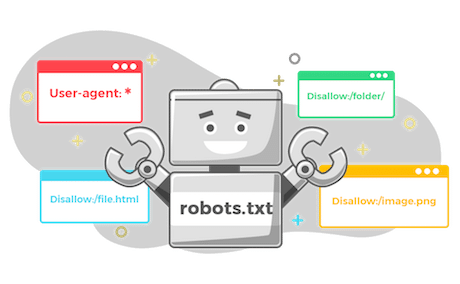 User-agent: *
Disallow:/folder/
Disallow:/file.html
robots.txt
Disallow:/image.png